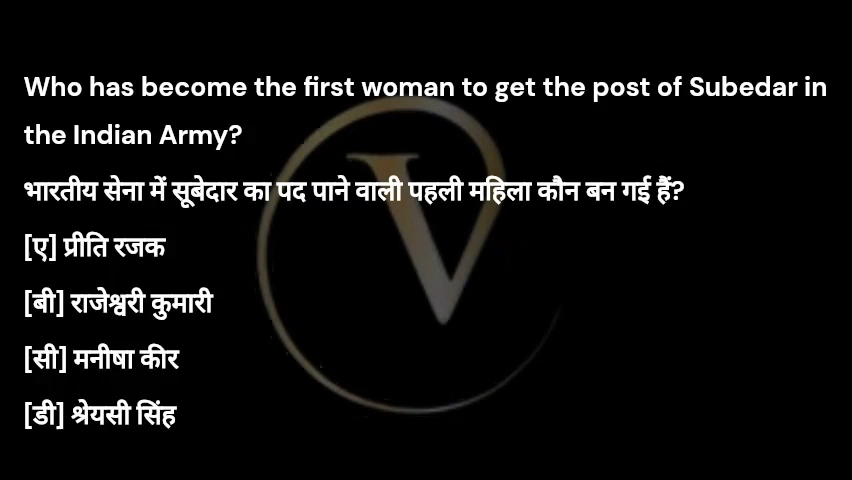 Who has become the first woman to get the post of Subedar in
the Indian Army?
भारतीय सेना में सूबेदार का पद पाने वाली पहली महिला कौन बन गई हैं?
[ए] प्रीति रजक
[बी] राजेश्वरी कुमारी
[सी] मनीषा कीर
[डी] श्रेयसी सिंह